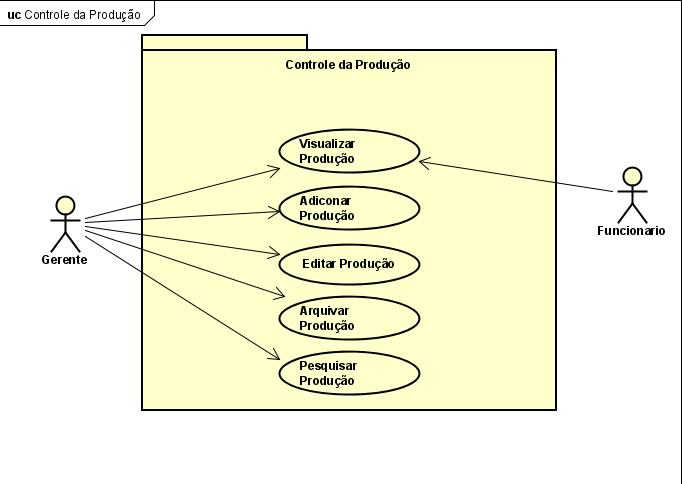 uc Controle da Produção
Controle da Produção
Visualizar
Produção
Adiconar
Produção
Editar Produção
Arquivar
Produção
Pesquisar
Produção
Gerente
Funcionario